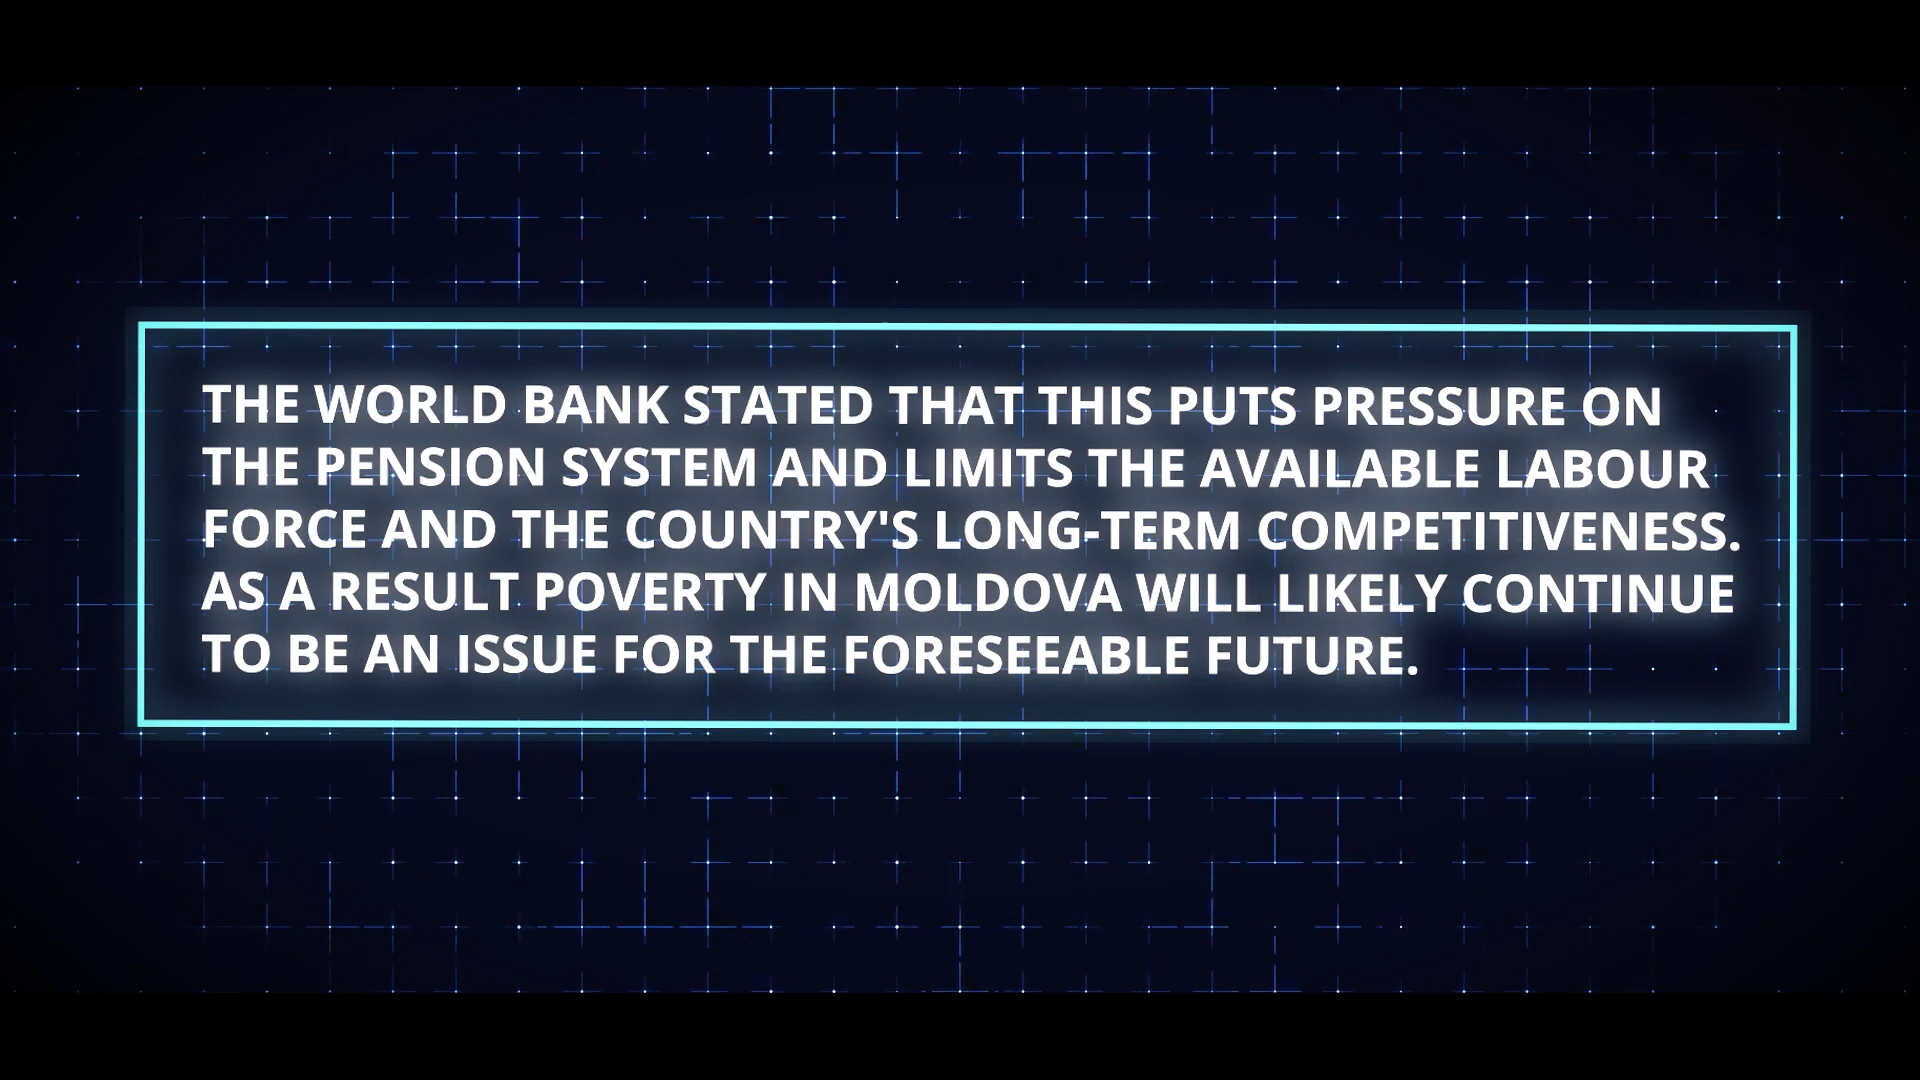 THE WORLD BANK STATED THAT THIS PUTS PRESSURE ON
THE PENSION SYSTEM AND LIMITS THE AVAILABLE LABOUR
FORCE AND THE COUNTRY'S LONG-TERM COMPETITIVENESS.
AS A RESULT POVERTY IN MOLDOVA WILL LIKELY CONTINUE
TO BE AN ISSUE FOR THE FORESEEABLE FUTURE.